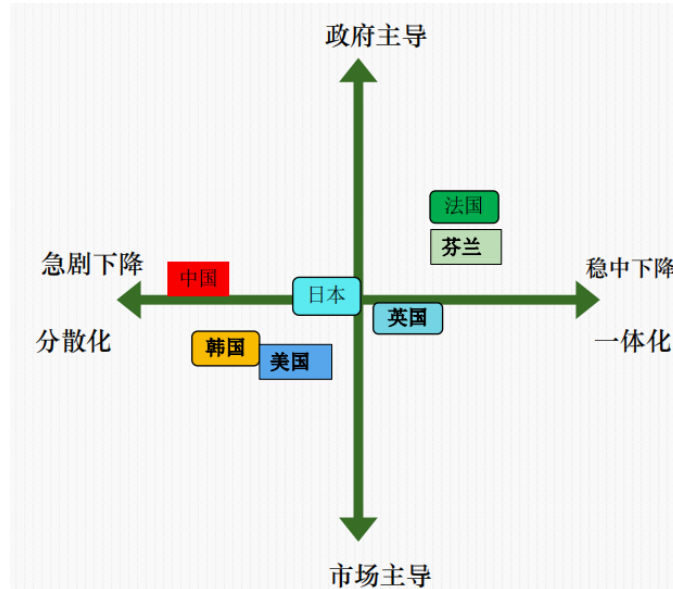 政府主导
法国
芬兰
急剧下降
中国
稳中下降
日本
英国
分散化
韩国
美国
一体化
市场主导